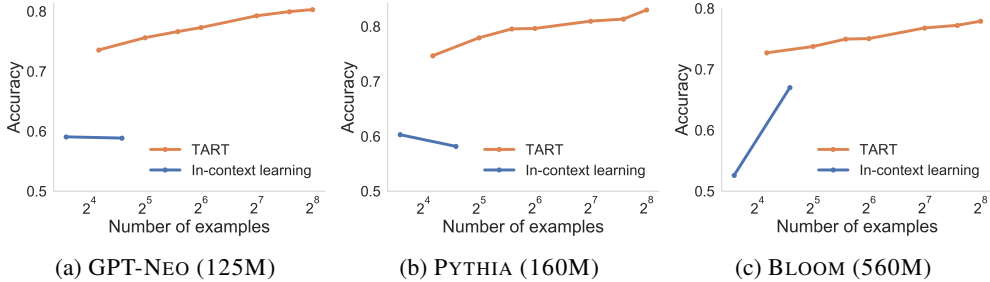 0.8
0.7
0.6
0.5
Accuracy
TART
In-context learning
2^4 2^5 2^6 2^7 2^8
Number of examples
(a) GPT-NEO (125M)
0.8
0.7
0.6
0.5
Accuracy
TART
In-context learning
2^4 2^5 2^6 2^7 2^8
Number of examples
(b) PYTHIA (160M)
0.8
0.7
0.6
0.5
Accuracy
TART
In-context learning
2^4 2^5 2^6 2^7 2^8
Number of examples
(c) BLOOM (560M)